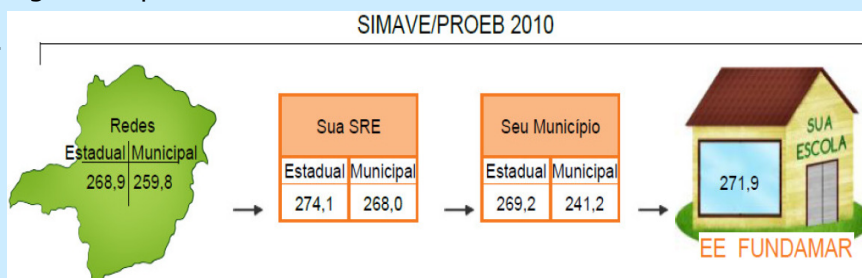 SIMAVE/PROEB 2010
Redes
Estadual Municipal
268,9 259,8
Sua SRE
Estadual Municipal
274,1 268,0
Seu Município
Estadual Municipal
269,2 241,2
SUA
ESCOLA
271,9
EE FUNDAMAR